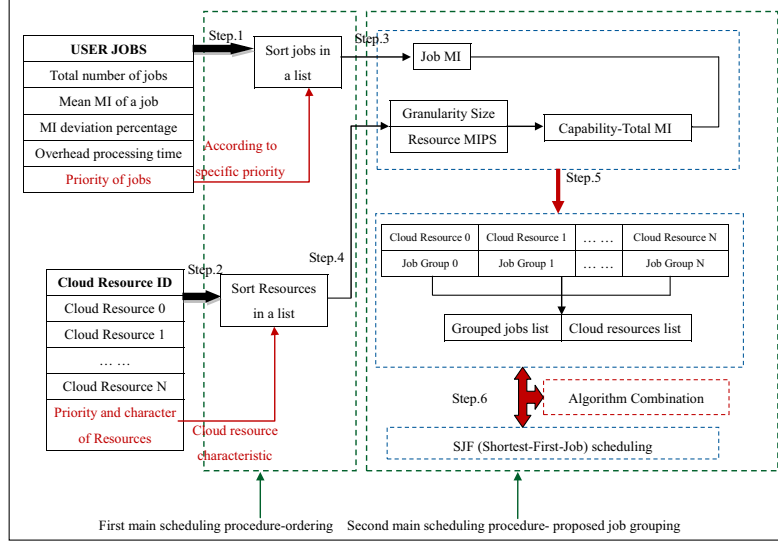 USER JOBS
Total number of jobs
Mean MI of a job
MI deviation percentage
Overhead processing time
Priority of jobs
Step.1
Sort jobs in
a list
According to
specific priority
Step.3
Job MI
Granularity Size
Resource MIPS
Capability-Total MI
Step.5
Cloud Resource 0
Cloud Resource 1
... ...
Cloud Resource N
Job Group 0
Job Group 1
... ...
Job Group N
Grouped jobs list
Cloud resources list
Step.4
Cloud Resource ID
Cloud Resource 0
Cloud Resource 1
... ...
Cloud Resource N
Priority and character
of Resources
Step.2
Sort Resources
in a list
Cloud resource
characteristic
Step.6
Algorithm Combination
SJF (Shortest-First-Job) scheduling
First main scheduling procedure-ordering
Second main scheduling procedure- proposed job grouping